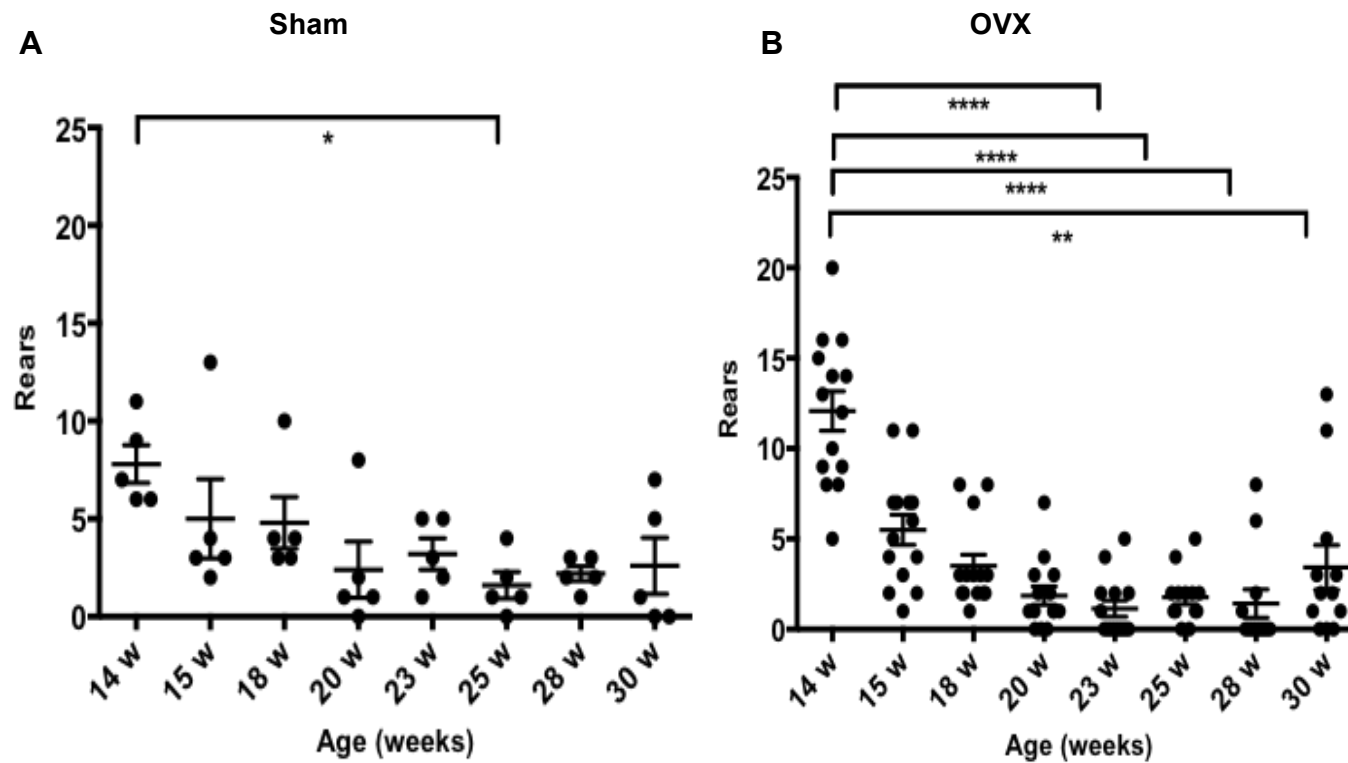 Sham
A
*
25
20
15
10
5
0
Rears
14 w
15 w
18 w
20 w
23 w
25 w
28 w
30 w
Age (weeks)
OVX
B
****
****
****
**
25
20
15
10
5
0
Rears
14 w
15 w
18 w
20 w
23 w
25 w
28 w
30 w
Age (weeks)